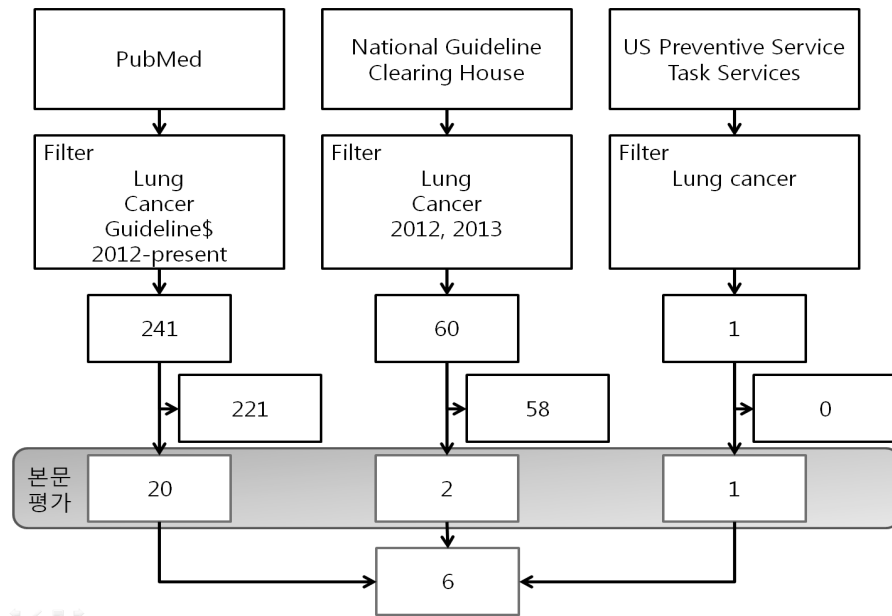 PubMed
National Guideline
Clearing House
US Preventive Service
Task Services
Filter
Lung
Cancer
Guideline$
2012-present
Filter
Lung
Cancer
2012, 2013
Filter
Lung cancer
241
60
1
221
58
0
본문
평가
20
2
1
6